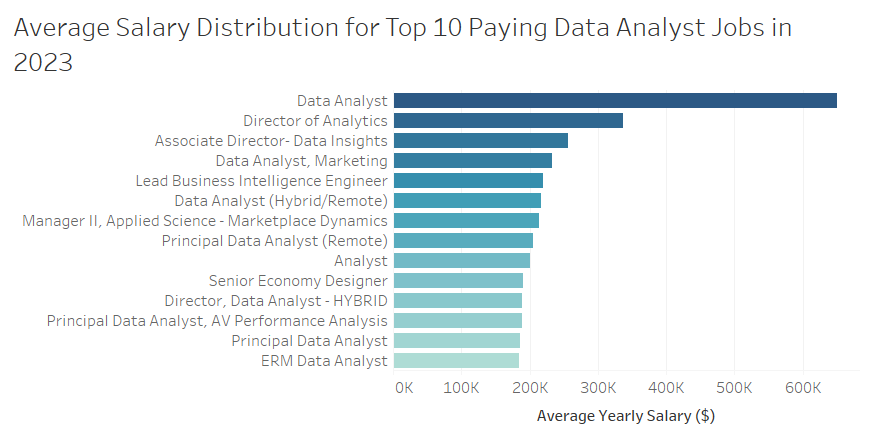 Average Salary Distribution for Top 10 Paying Data Analyst Jobs in
2023
Data Analyst
Director of Analytics
Associate Director- Data Insights
Data Analyst, Marketing
Lead Business Intelligence Engineer
Data Analyst (Hybrid/Remote)
Manager II, Applied Science - Marketplace Dynamics
Principal Data Analyst (Remote)
Analyst
Senior Economy Designer
Director, Data Analyst - HYBRID
Principal Data Analyst, AV Performance Analysis
Principal Data Analyst
ERM Data Analyst
0K 100K 200K 300K 400K 500K 600K
Average Yearly Salary ($)